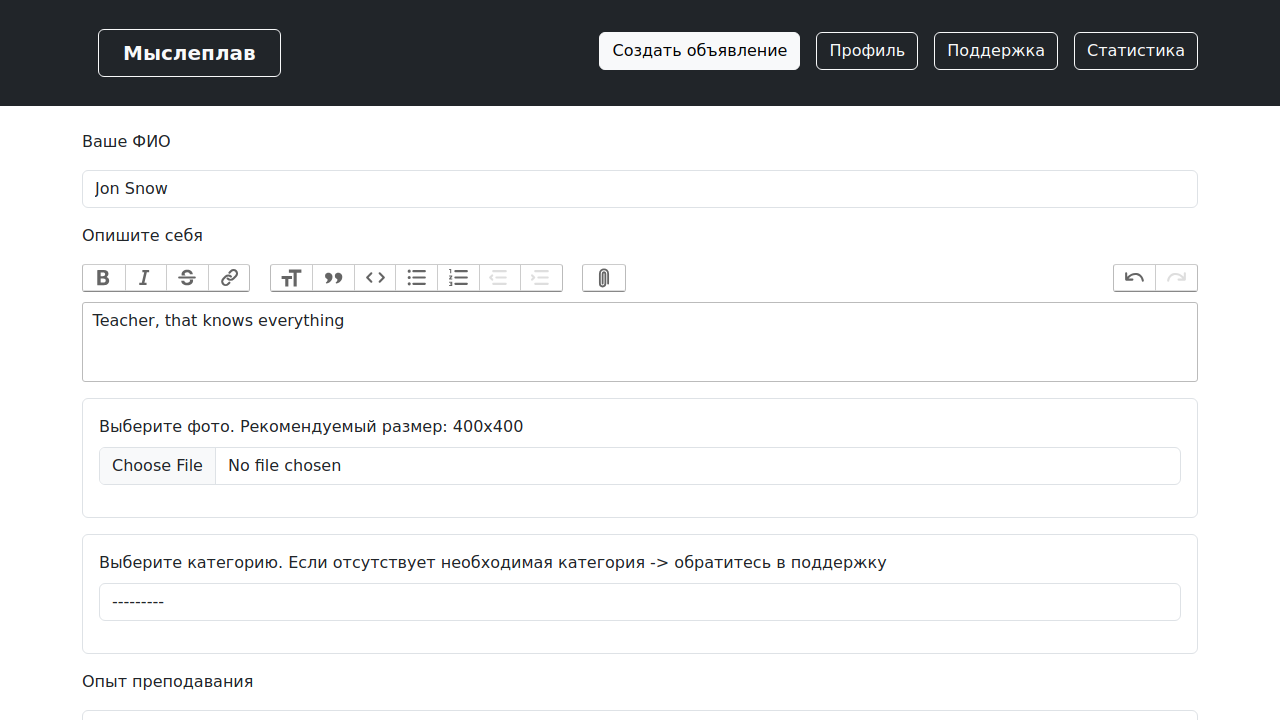 Мыслеплав
Создать объявление
Профиль
Поддержка
Статистика
Ваше ФИО
Jon Snow
Опишите себя
Teacher, that knows everything
Выберите фото. Рекомендуемый размер: 400x400
Choose File No file chosen
Выберите категорию. Если отсутствует необходимая категория -> обратитесь в поддержку
---------
Опыт преподавания